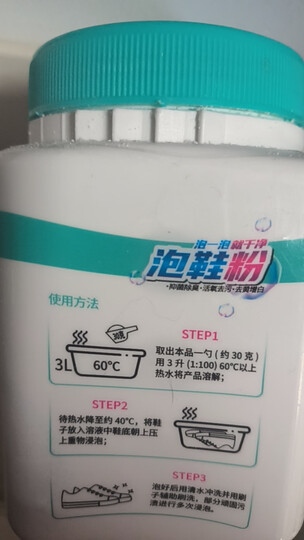 泡一泡就干净
泡鞋粉
·抑菌除臭·活氧去污·去黄增白
使用方法
30克
3L
60℃
STEP1
取出本品一勺(约30克)
用3升(1:100)60℃以上
热水将产品溶解;
STEP2
待热水降至约40℃,将鞋
子放入溶液中鞋底朝上压
上重物浸泡;
STEP3
泡好后用清水冲洗并用刷
子辅助刷洗,部分顽固污
渍进行多次浸泡。